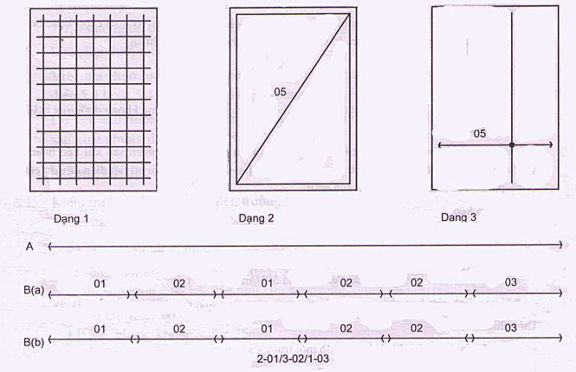 05
05
Dạng 1
Dạng 2
Dạng 3
A
B(a) 01 02 01 02 02 03
B(b) 01 02 01 02 02 03
2-01/3-02/1-03